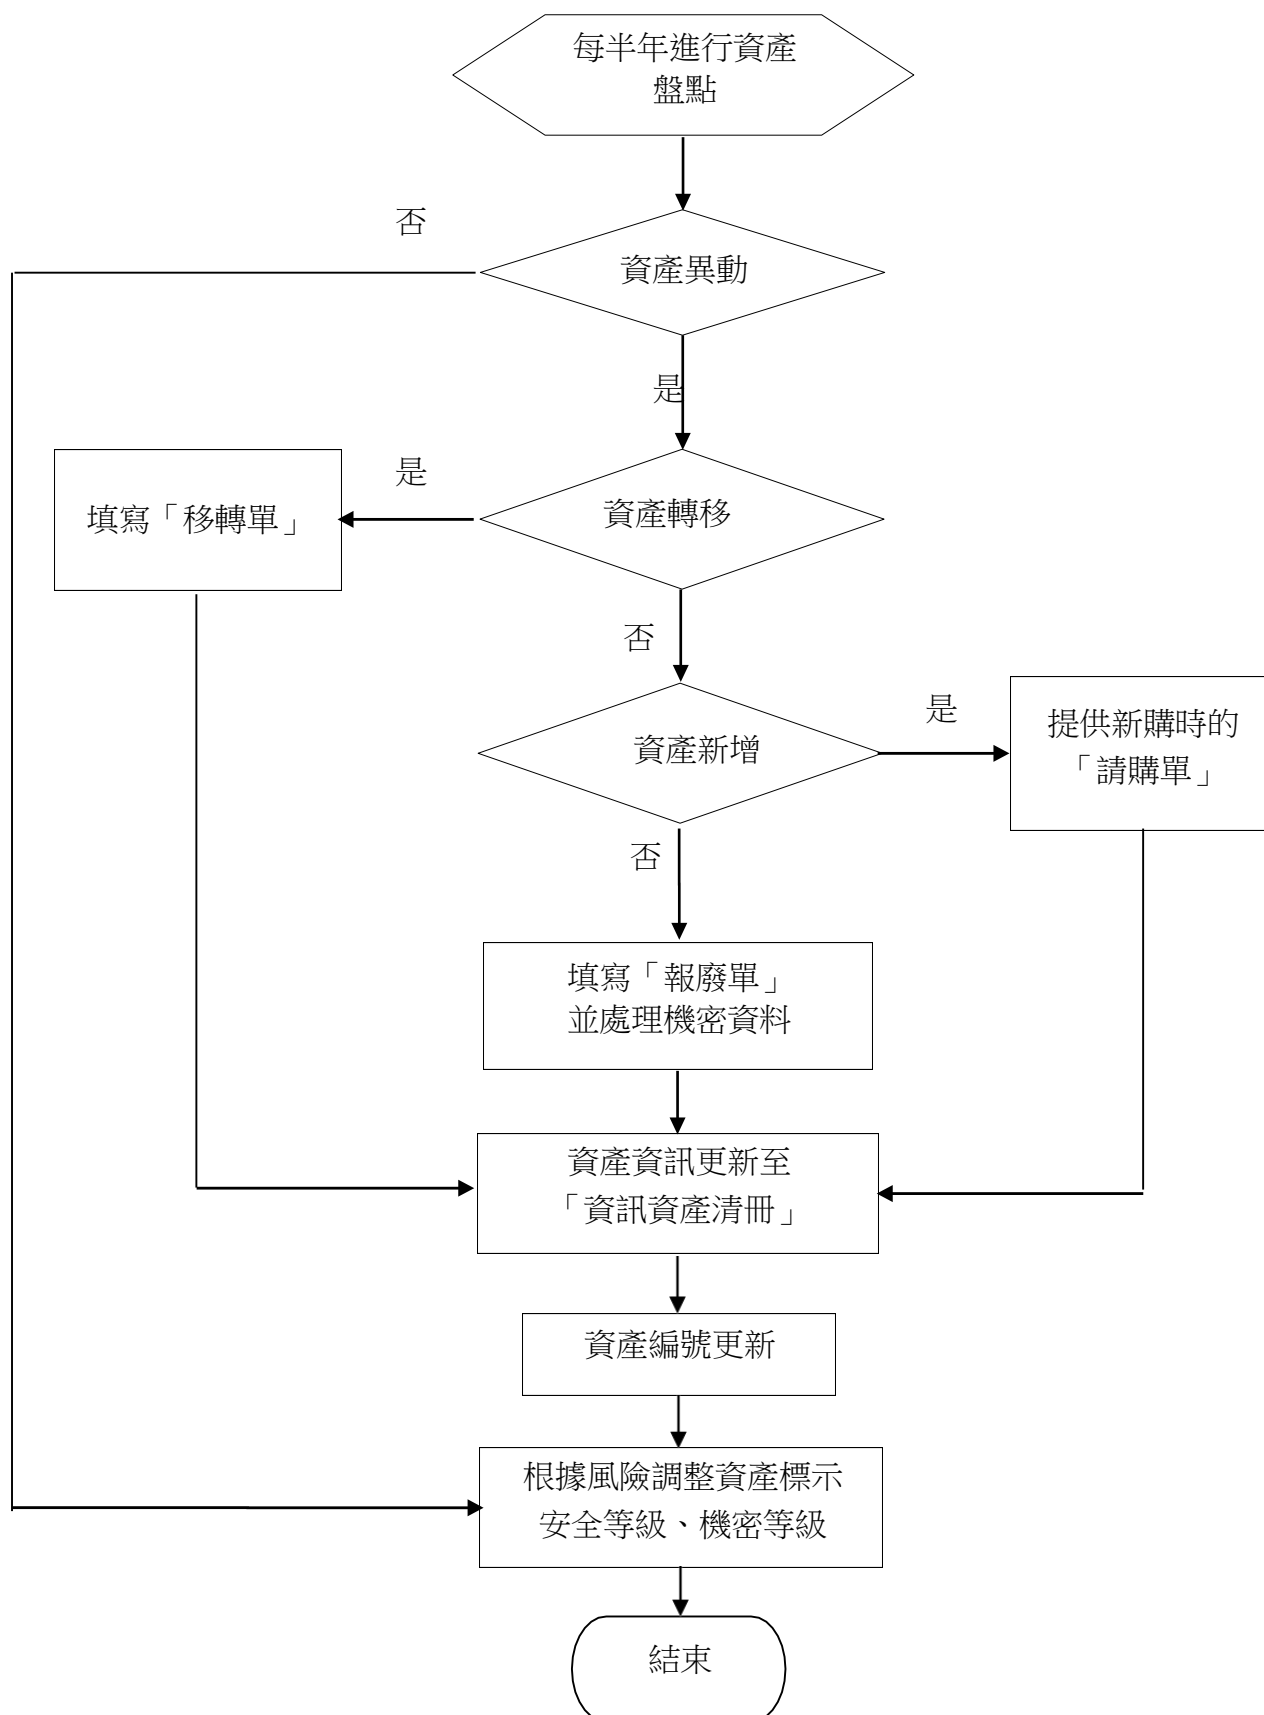 每半年進行資產
盤點
否
資產異動
是
是
填寫「移轉單」
資產轉移
否
資產新增
是
提供新購時的
「請購單」
否
填寫「報廢單」
並處理機密資料
資產資訊更新至
「資訊資產清冊」
資產編號更新
根據風險調整資產標示
安全等級、機密等級
結束